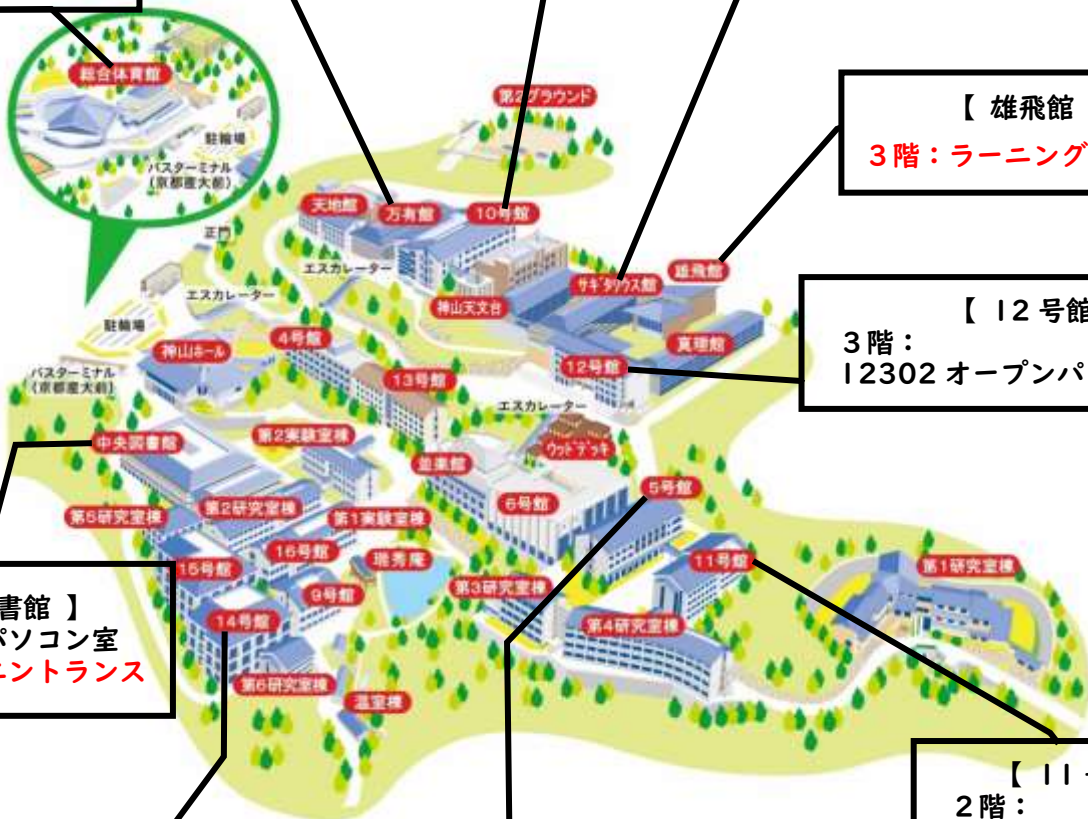 総合体育館
駐輪場
バスターミナル
(京都産大前)
第2グラウンド
【 雄飛館
3階：ラーニング
天地館
万有館
10号館
正門
エスカレーター
エスカレーター
神山天文台
サギタリウス館
雄飛館
真理館
【 12号館
3階：
12302 オープンパ
駐輪場
神山ホール
4号館
13号館
12号館
バスターミナル
(京都産大前)
エスカレーター
中央図書館
第2実験室棟
並楽館
ウッドデッキ
第5研究室棟
第2研究室棟
第1実験室棟
6号館
5号館
16号館
15号館
瑞秀庵
9号館
第3研究室棟
11号館
第1研究室棟
書館 】
パソコン室
エントランス
14号館
第4研究室棟
第6研究室棟
温室棟
【 11
2階：